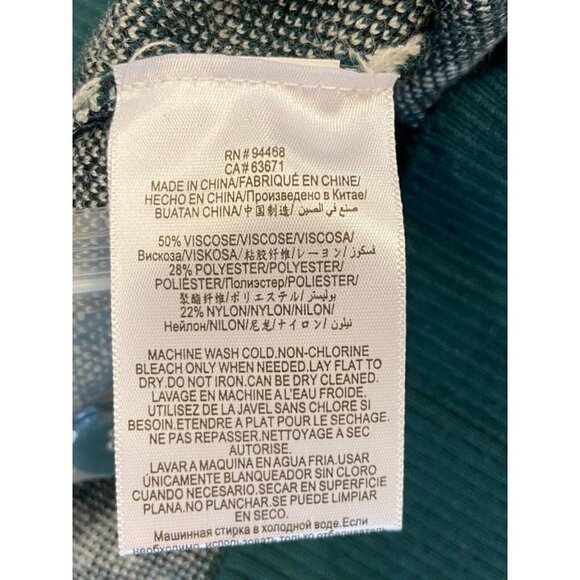 RN# 94468
CA# 63671
MADE IN CHINA/FABRIQUÉ EN CHINE/
HECHO EN CHINA/Произведено в Китае/
BUATAN CHINA/中国制造/ صنع في الصين
50% VISCOSE/VISCOSE/VISCOSA/
Вискоза/VISKOSA/粘胶纤维/レーヨン/ فسكوز
28% POLYESTER/POLYESTER/
POLIÉSTER/Полиэстер/POLYESTER/
聚酯纤维/ポリエステル/ بوليستر
22% NYLON/NYLON/NILON/
Нейлон/NILON/尼龙/ナイロン/ نيلون
MACHINE WASH COLD.NON-CHLORINE
BLEACH ONLY WHEN NEEDED.LAY FLAT TO
DRY.DO NOT IRON.CAN BE DRY CLEANED.
LAVAGE EN MACHINE A L'EAU FROIDE.
UTILISEZ DE LA JAVEL SANS CHLORE SI
BESOIN.ETENDRE A PLAT POUR LE SECHAGE.
NE PAS REPASSER.NETTOYAGE A SEC
AUTORISE.
LAVAR A MAQUINA EN AGUA FRIA.USAR
ÚNICAMENTE BLANQUEADOR SIN CLORO
CUANDO NECESARIO.SECAR EN SUPERFICIE
PLANA.NO PLANCHAR.SE PUEDE LIMPIAR
EN SECO.
Машинная стирка в холодной воде.Если
необходимо, использовать только отбеливатель